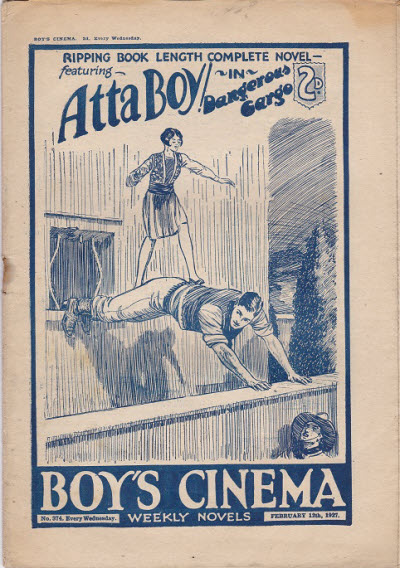 BOY'S CINEMA. 2d. Every Wednesday.
RIPPING BOOK LENGTH COMPLETE NOVEL—
featuring—
Atta Boy!
~IN~
Dangerous
Cargo
2D.
BOY'S CINEMA
No. 374. Every Wednesday.
WEEKLY NOVELS
FEBRUARY 12th, 1927.